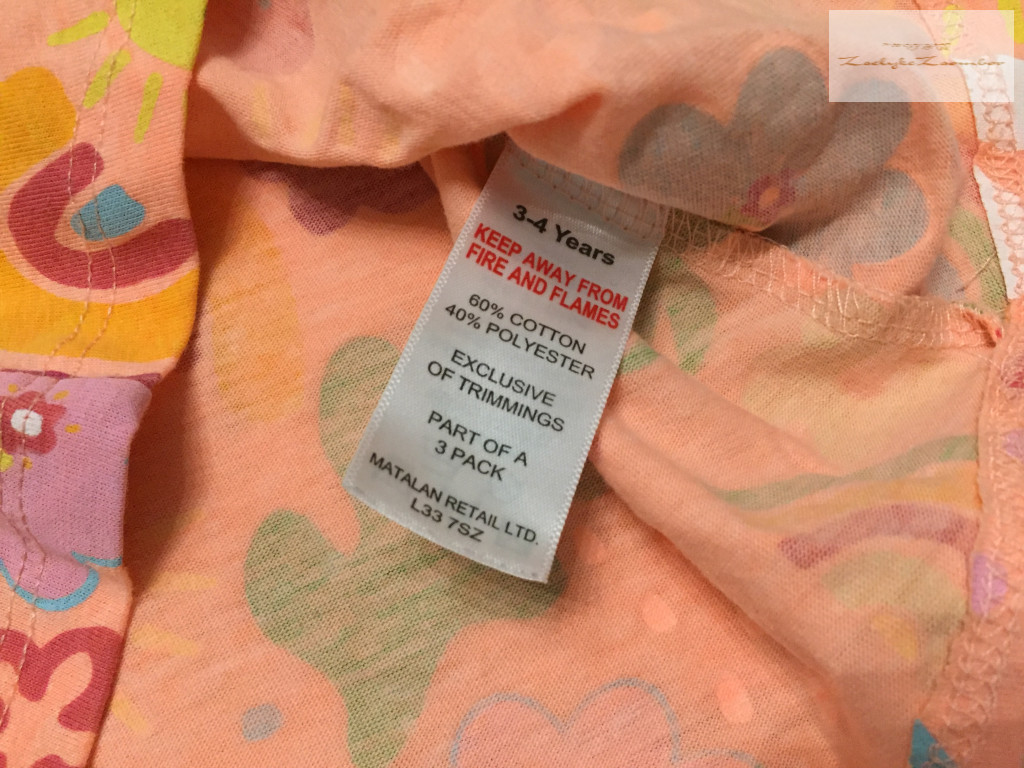 3-4 Years
KEEP AWAY FROM
FIRE AND FLAMES
60% COTTON
40% POLYESTER
EXCLUSIVE
OF TRIMMINGS
PART OF A
3 PACK
MATALAN RETAIL LTD.
L33 7SZ